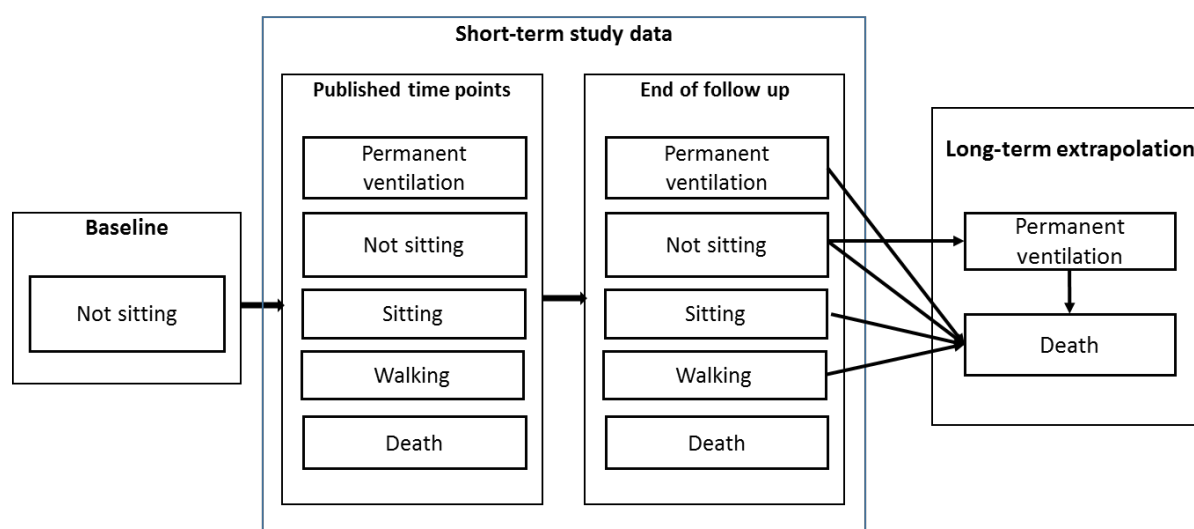 Short-term study data
Published time points
Permanent
ventilation
Not sitting
Sitting
Walking
Death
End of follow up
Permanent
ventilation
Not sitting
Sitting
Walking
Death
Baseline
Not sitting
Long-term extrapolation
Permanent
ventilation
Death